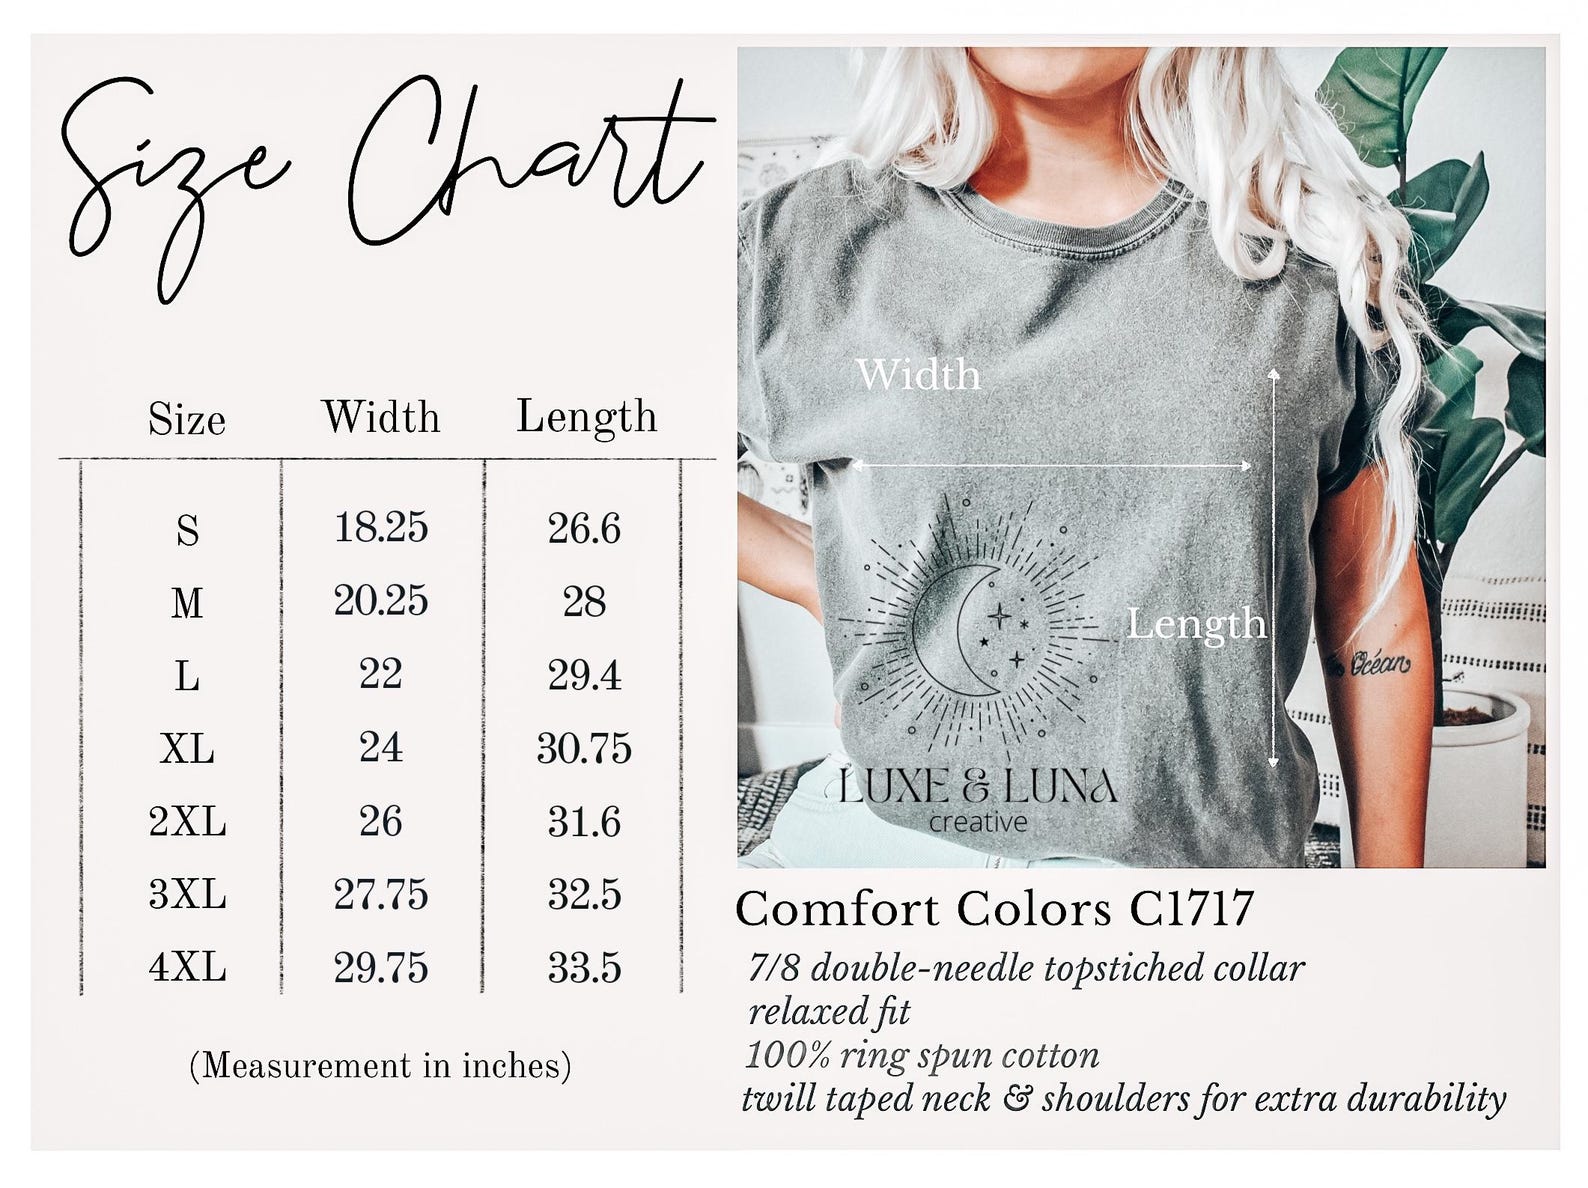 Size Chart
Size Width Length
S 18.25 26.6
M 20.25 28
L 22 29.4
XL 24 30.75
2XL 26 31.6
3XL 27.75 32.5
4XL 29.75 33.5
(Measurement in inches)
Width
Length
Océan
LUXE & LUNA
creative
Comfort Colors C1717
7/8 double-needle topstiched collar
relaxed fit
100% ring spun cotton
twill taped neck & shoulders for extra durability